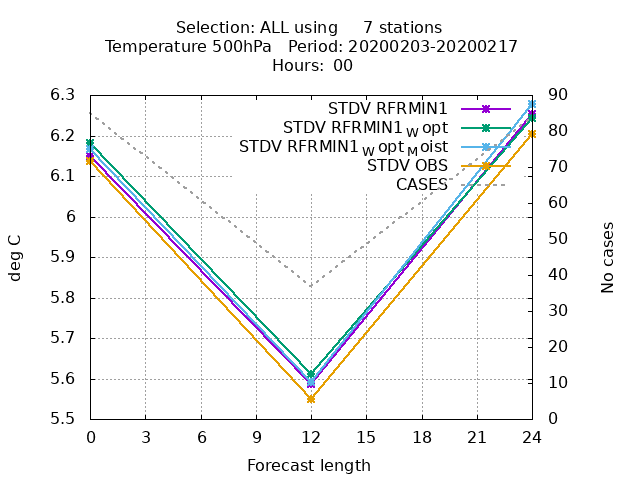 Selection: ALL using     7 stations
Temperature 500hPa   Period: 20200203-20200217
Hours:  00
STDV RFRMIN1
STDV RFRMIN1_W opt
STDV RFRMIN1_W opt_M oist
STDV OBS
CASES
deg C
6.3
6.2
6.1
6
5.9
5.8
5.7
5.6
5.5
90
80
70
60
50
40
30
20
10
0
No cases
0 3 6 9 12 15 18 21 24
Forecast length